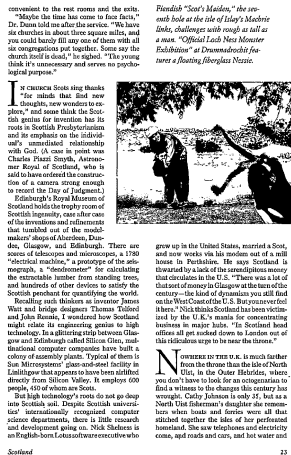 convenient to the rest rooms and the exits.
"Maybe the time has come to face facts,"
Dr. Dunn told me after the service. "We have
six churches in about three square miles, and
you could barely fill any one of them with all
six congregations put together. Some say the
church itself is dead," he sighed. "The young
think it's unnecessary and serves no psycho-
logical purpose."
IN CHURCH Scots sing thanks
"for minds that find new
thoughts, new wonders to ex-
plore," and some think the Scot-
tish genius for invention has its
roots in Scottish Presbyterianism
and its emphasis on the individ-
ual's unmediated relationship
with God. (A case in point was
Charles Piazzi Smyth, Astrono-
mer Royal of Scotland, who is
said to have ordered the construc-
tion of a camera strong enough
to record the Day of Judgment.)
Edinburgh's Royal Museum of
Scotland holds the trophy room of
Scottish ingenuity, case after case
of the inventions and refinements
that tumbled out of the model-
makers' shops of Aberdeen, Dun-
dee, Glasgow, and Edinburgh. There are
scores of telescopes and microscopes, a 1780
"electrical machine," a prototype of the seis-
mograph, a "dendrometer" for calculating
the extractable lumber from standing trees,
and hundreds of other devices to satisfy the
Scottish penchant for quantifying the world.
Recalling such thinkers as inventor James
Watt and bridge designers Thomas Telford
and John Rennie, I wondered how Scotland
might relate its engineering genius to high
technology. In a glittering strip between Glas-
gow and Edinburgh called Silicon Glen, mul-
tinational computer companies have built a
colony of assembly plants. Typical of them is
Sun Microsystems' glass-and-steel facility in
Linlithgow that appears to have been airlifted
directly from Silicon Valley. It employs 600
people, 450 of whom are Scots.
But high technology's roots do not go deep
into Scottish soil. Despite Scottish universi-
ties' internationally recognized computer
science departments, there is little research
and development going on. Nick Skelness is
an English-born Lotus software executive who
Fiendish "Scot's Maiden," the sev-
enth hole at the isle of Islay's Machrie
links, challenges with rough as tall as
a man. "Official Loch Ness Monster
Exhibition" at Drumnadrochit fea-
tures a floating fiberglass Nessie.
grew up in the United States, married a Scot,
and now works via his modem out of a mill
house in Perthshire. He says Scotland is
thwarted by a lack of the serendipitous money
that circulates in the U.S. "There was a lot of
that sort of money in Glasgow at the turn of the
century—the kind of dynamism you still find
on the West Coast of the U.S. But you never feel
it here." Nick thinks Scotland has been victim-
ized by the U.K.'s mania for concentrating
business in major hubs. "In Scotland head
offices all get sucked down to London out of
this ridiculous urge to be near the throne."
NOWHERE IN THE U.K. is much farther
from the throne than the isle of North
Uist, in the Outer Hebrides, where
you don't have to look for an octogenarian to
find a witness to the changes this century has
wrought. Cathy Johnson is only 35, but as a
North Uist fisherman's daughter she remem-
bers when boats and ferries were all that
stitched together the isles of her perforated
homeland. She saw telephones and electricity
come, and roads and cars, and hot water and
Scotland
23